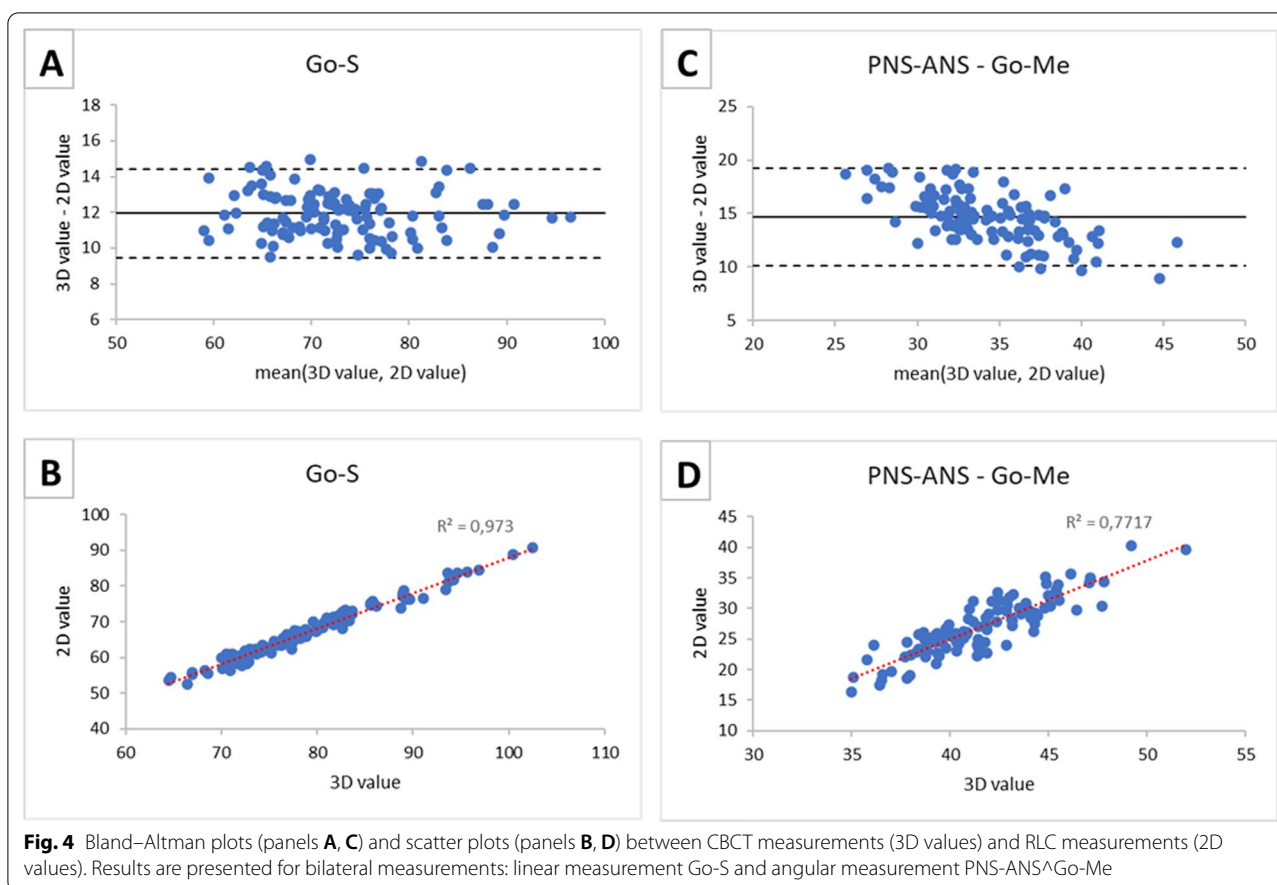 A
Go-S
3D value - 2D value
18
16
14
12
10
8
6
50 60 70 80 90 100
mean(3D value, 2D value)
C
PNS-ANS - Go-Me
3D value - 2D value
25
20
15
10
5
20 25 30 35 40 45 50
mean(3D value, 2D value)
B
Go-S
R² = 0,973
2D value
100
90
80
70
60
50
40
60 70 80 90 100 110
3D value
D
PNS-ANS - Go-Me
R² = 0,7717
2D value
45
40
35
30
25
20
15
10
30 35 40 45 50 55
3D value
Fig. 4 Bland–Altman plots (panels A, C) and scatter plots (panels B, D) between CBCT measurements (3D values) and RLC measurements (2D
values). Results are presented for bilateral measurements: linear measurement Go-S and angular measurement PNS-ANS^Go-Me